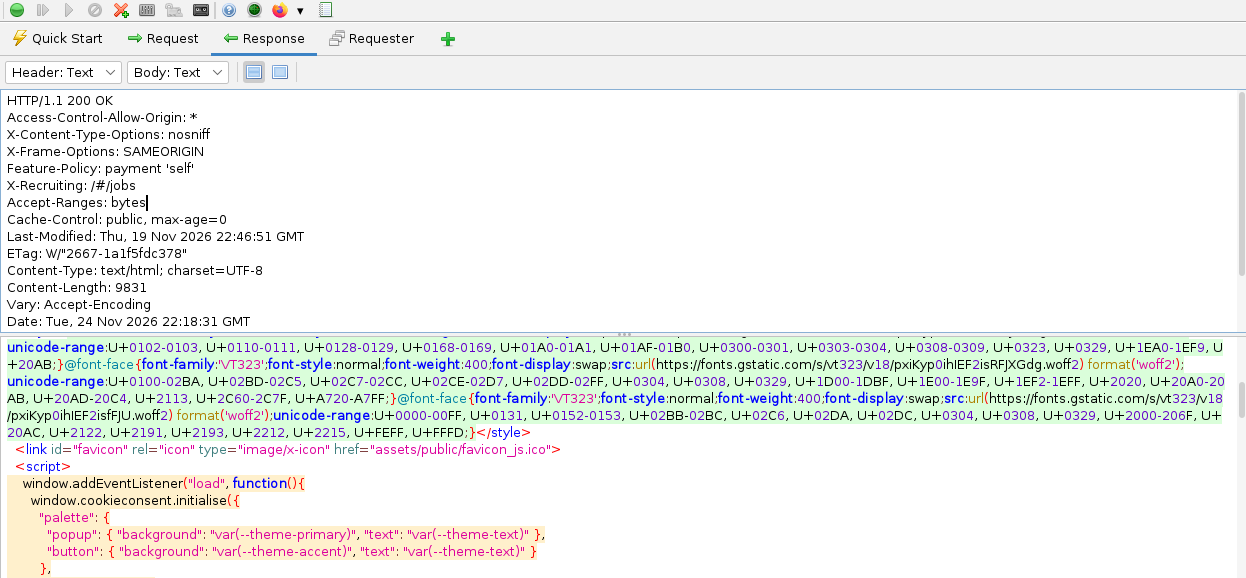 Quick Start
Request
Response
Requester
Header: Text
Body: Text
HTTP/1.1 200 OK
Access-Control-Allow-Origin: *
X-Content-Type-Options: nosniff
X-Frame-Options: SAMEORIGIN
Feature-Policy: payment 'self'
X-Recruiting: /#/jobs
Accept-Ranges: bytes
Cache-Control: public, max-age=0
Last-Modified: Thu, 19 Nov 2026 22:46:51 GMT
ETag: W/"2667-1a1f5fdc378"
Content-Type: text/html; charset=UTF-8
Content-Length: 9831
Vary: Accept-Encoding
Date: Tue, 24 Nov 2026 22:18:31 GMT
unicode-range:U+0102-0103, U+0110-0111, U+0128-0129, U+0168-0169, U+01A0-01A1, U+01AF-01B0, U+0300-0301, U+0303-0304, U+0308-0309, U+0323, U+0329, U+1EA0-1EF9, U
+20AB;}@font-face{font-family:'VT323';font-style:normal;font-weight:400;font-display:swap;src:url(https://fonts.gstatic.com/s/vt323/v18/pxiKyp0ihIEF2isRFJXGdg.woff2) format('woff2');
unicode-range:U+0100-02BA, U+02BD-02C5, U+02C7-02CC, U+02CE-02D7, U+02DD-02FF, U+0304, U+0308, U+0329, U+1D00-1DBF, U+1E00-1E9F, U+1EF2-1EFF, U+2020, U+20A0-20
AB, U+20AD-20C4, U+2113, U+2C60-2C7F, U+A720-A7FF;}@font-face{font-family:'VT323';font-style:normal;font-weight:400;font-display:swap;src:url(https://fonts.gstatic.com/s/vt323/v18
/pxiKyp0ihIEF2isfFJU.woff2) format('woff2');unicode-range:U+0000-00FF, U+0131, U+0152-0153, U+02BB-02BC, U+02C6, U+02DA, U+02DC, U+0304, U+0308, U+0329, U+2000-206F, U+
20AC, U+2122, U+2191, U+2193, U+2212, U+2215, U+FEFF, U+FFFD;}</style>
<link id="favicon" rel="icon" type="image/x-icon" href="assets/public/favicon_js.ico">
<script>
window.addEventListener("load", function(){
window.cookieconsent.initialise({
"palette": {
"popup": { "background": "var(--theme-primary)", "text": "var(--theme-text)" },
"button": { "background": "var(--theme-accent)", "text": "var(--theme-text)" }
},